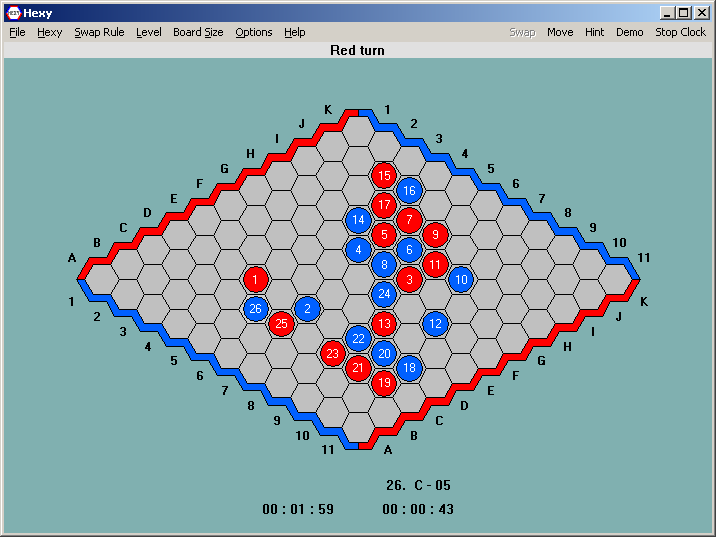 HEXY Hexy
File Hexy Swap Rule Level Board Size Options Help Swap Move Hint Demo Stop Clock
Red turn
K 1
J 2
I 3
H 4
G 5
15
F 16 6
E 17 7
D 14 7 8
C 5 9 9
B 4 6 10
A 8 11 11
1 3 10
1 24 K
2 26 2 J
3 25 13 12 I
4 22 H
5 23 20 G
6 21 18 F
7 19 E
8 D
9 C
10 B
11 A
26. C - 05
00 : 01 : 59 00 : 00 : 43